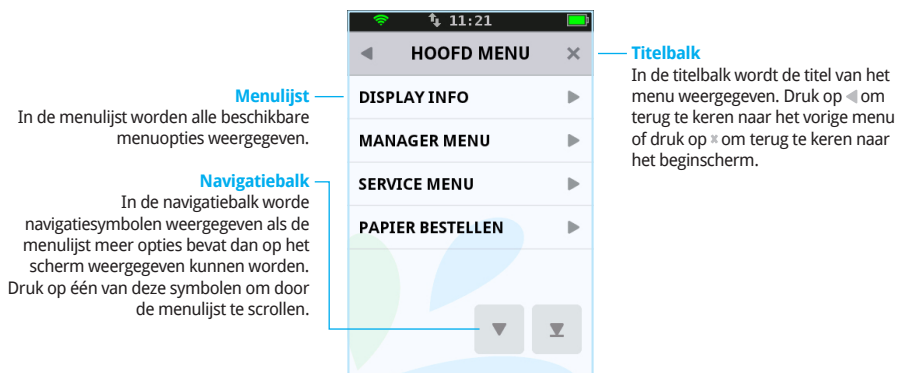 11:21
HOOFD MENU
DISPLAY INFO
MANAGER MENU
SERVICE MENU
PAPIER BESTELLEN
Menulijst
In de menulijst worden alle beschikbare
menuopties weergegeven.
Navigatiebalk
In de navigatiebalk worde
navigatiesymbolen weergegeven als de
menulijst meer opties bevat dan op het
scherm weergegeven kunnen worden.
Druk op één van deze symbolen om door
de menulijst te scrollen.
Titelbalk
In de titelbalk wordt de titel van het
menu weergegeven. Druk op om
terug te keren naar het vorige menu
of druk op x om terug te keren naar
het beginscherm.